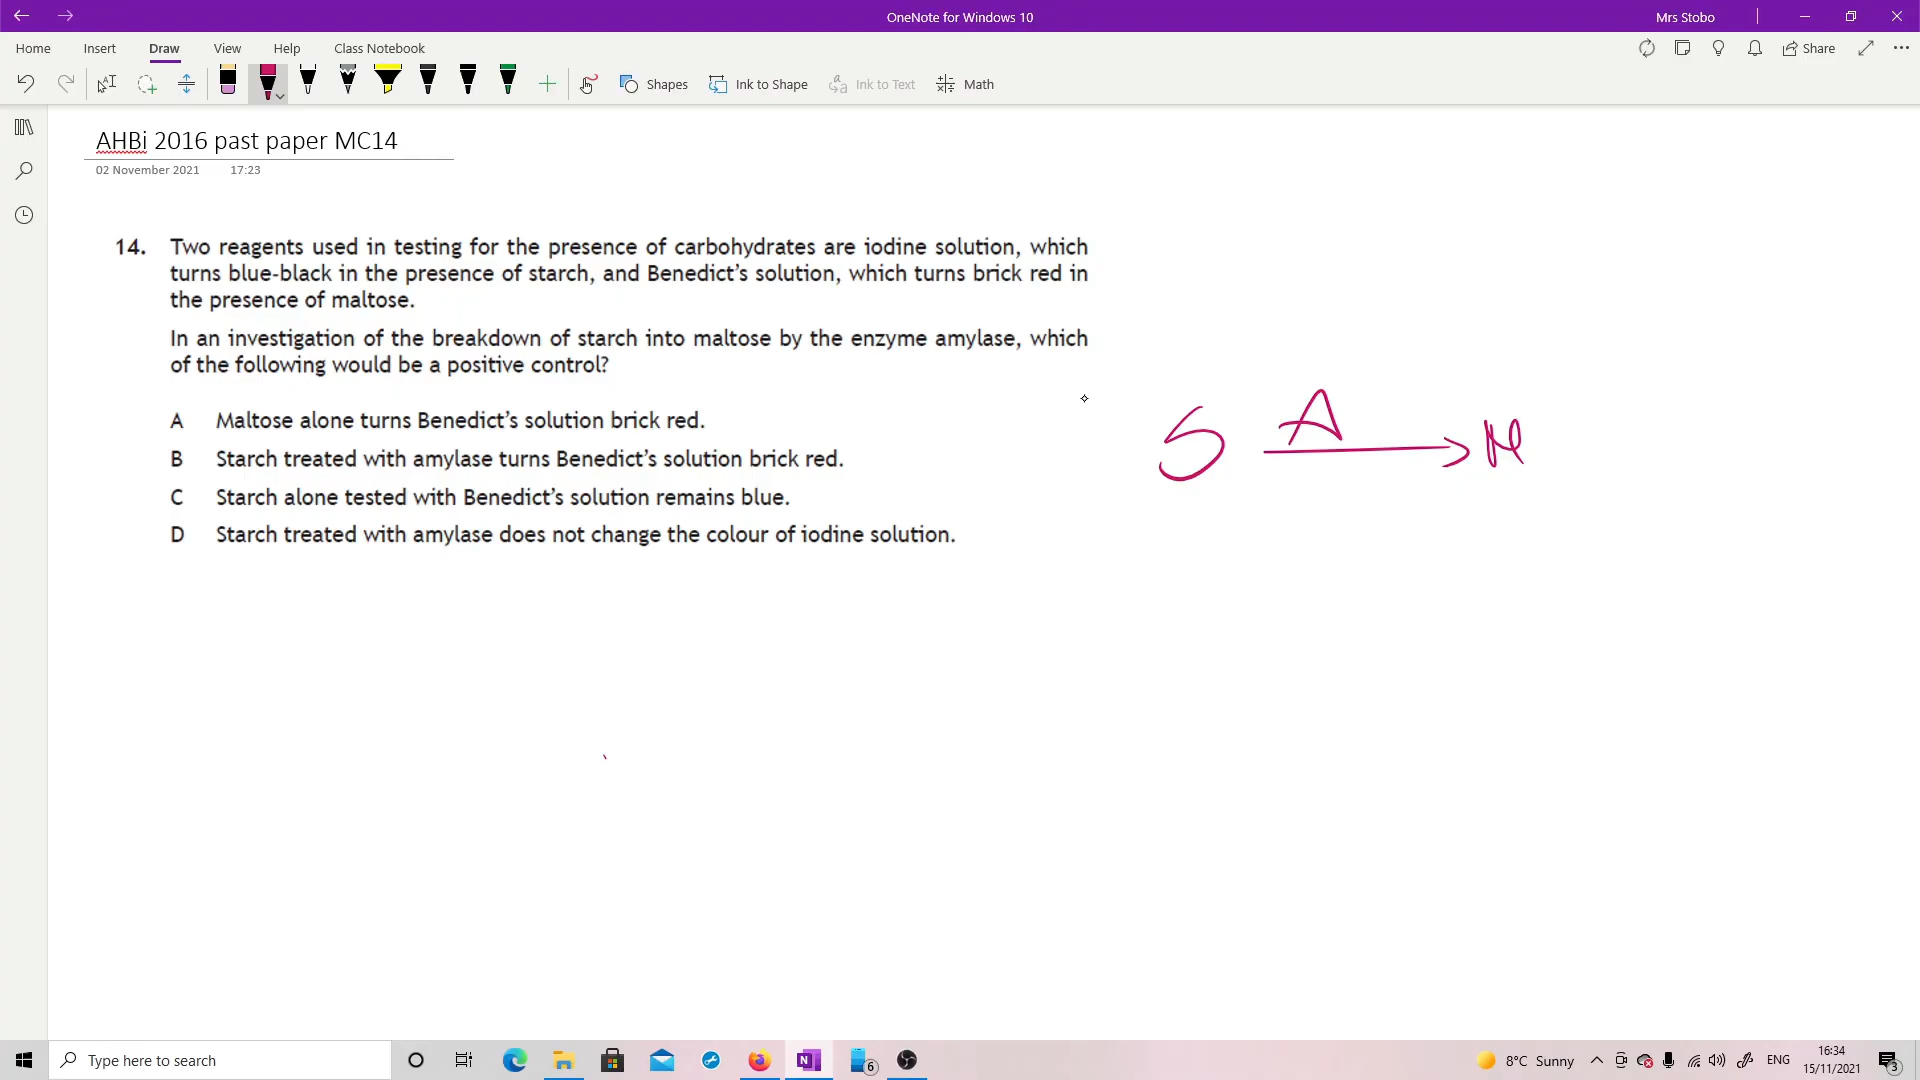 OneNote for Windows 10
Mrs Stobo
Home Insert Draw View Help Class Notebook
Share
Shapes Ink to Shape Ink to Text Math
AHBi 2016 past paper MC14
02 November 2021 17:23
14. Two reagents used in testing for the presence of carbohydrates are iodine solution, which
turns blue-black in the presence of starch, and Benedict's solution, which turns brick red in
the presence of maltose.
In an investigation of the breakdown of starch into maltose by the enzyme amylase, which
of the following would be a positive control?
A Maltose alone turns Benedict's solution brick red.
B Starch treated with amylase turns Benedict's solution brick red.
C Starch alone tested with Benedict's solution remains blue.
D Starch treated with amylase does not change the colour of iodine solution.
S A M
Type here to search
6
8°C Sunny
ENG
16:34
15/11/2021
3